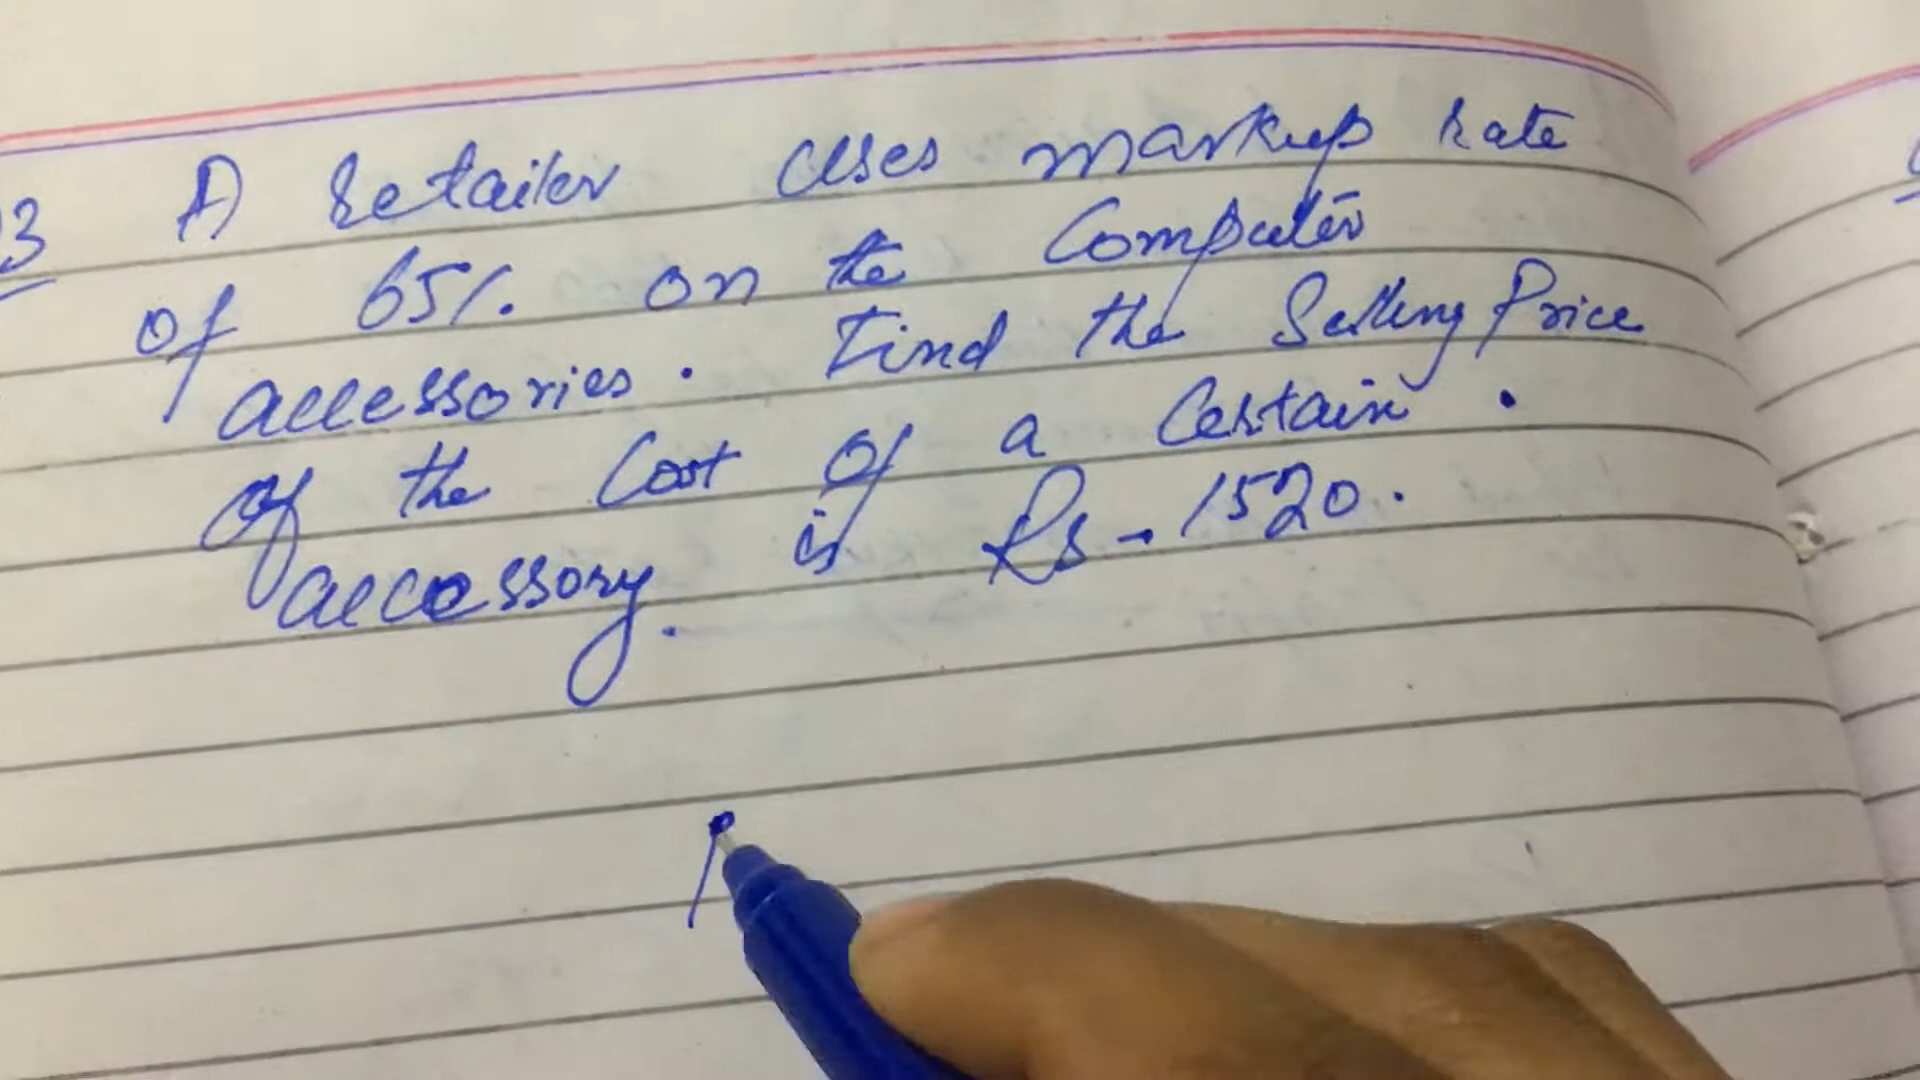 Q3 A retailer uses markup rate
of 65%. on the Computer
accessories. Find the Selling Price
of the Cost of a Certain.
accessory. is Rs - 1520.